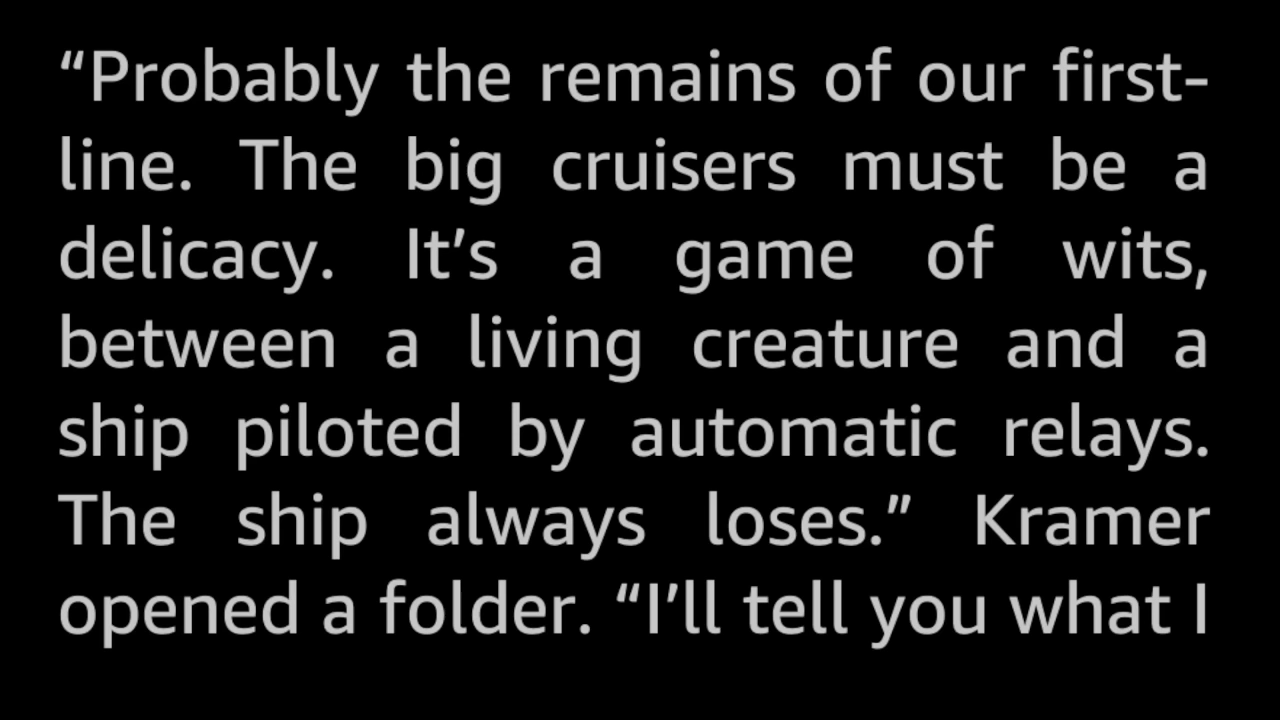 “Probably the remains of our first-
line. The big cruisers must be a
delicacy. It’s a game of wits,
between a living creature and a
ship piloted by automatic relays.
The ship always loses.” Kramer
opened a folder. “I’ll tell you what I